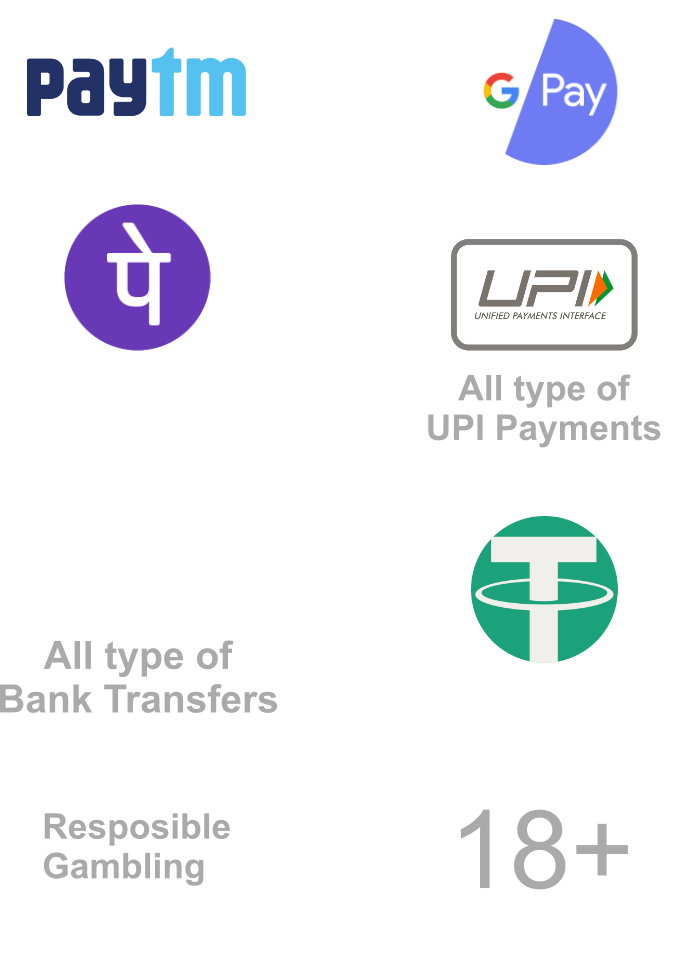 paytm
G Pay
पे
UPI
UNIFIED PAYMENTS INTERFACE
All type of
UPI Payments
All type of
Bank Transfers
Resposible
Gambling
18+